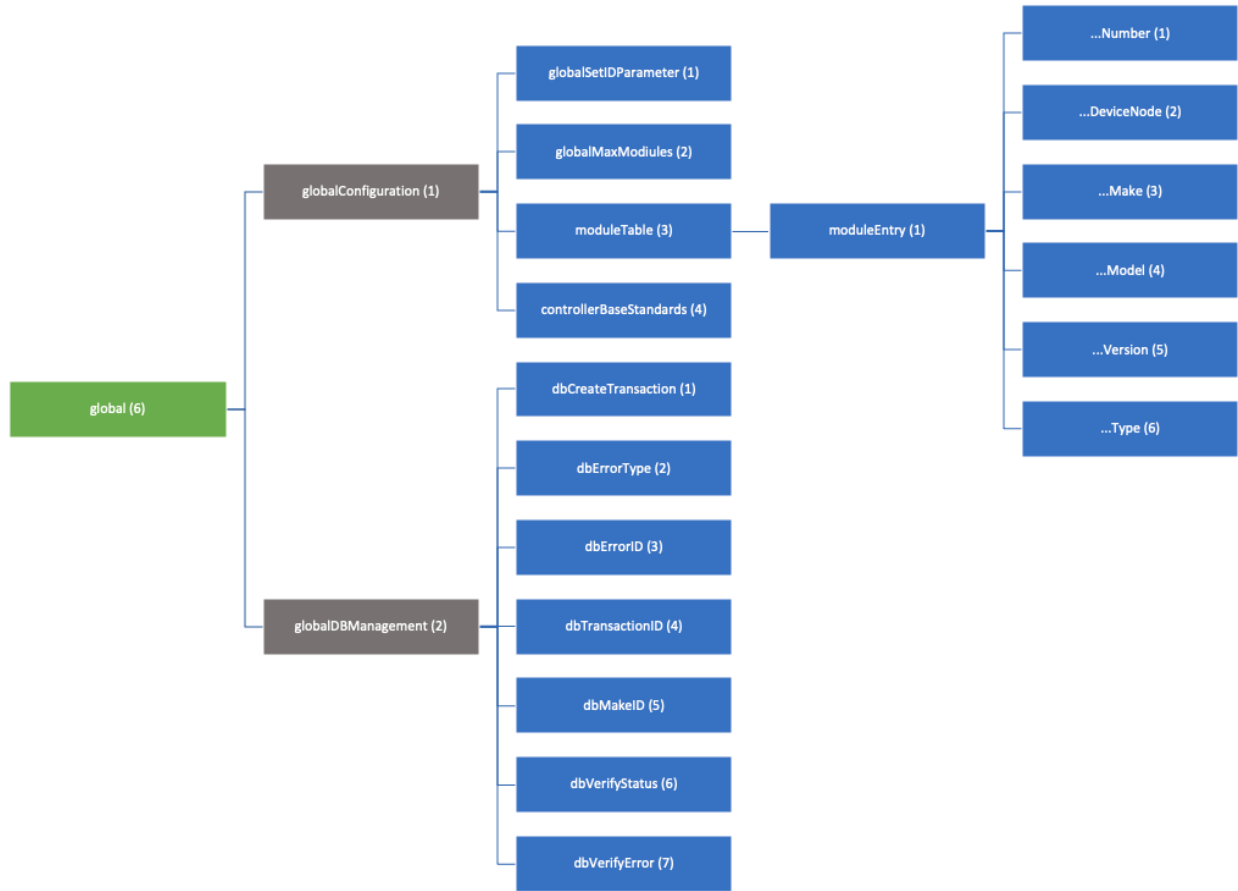 global (6)
globalConfiguration (1)
globalSetIDParameter (1)
globalMaxModiules (2)
moduleTable (3)
moduleEntry (1)
...Number (1)
...DeviceNode (2)
...Make (3)
...Model (4)
...Version (5)
...Type (6)
controllerBaseStandards (4)
globalDBManagement (2)
dbCreateTransaction (1)
dbErrorType (2)
dbErrorID (3)
dbTransactionID (4)
dbMakeID (5)
dbVerifyStatus (6)
dbVerifyError (7)